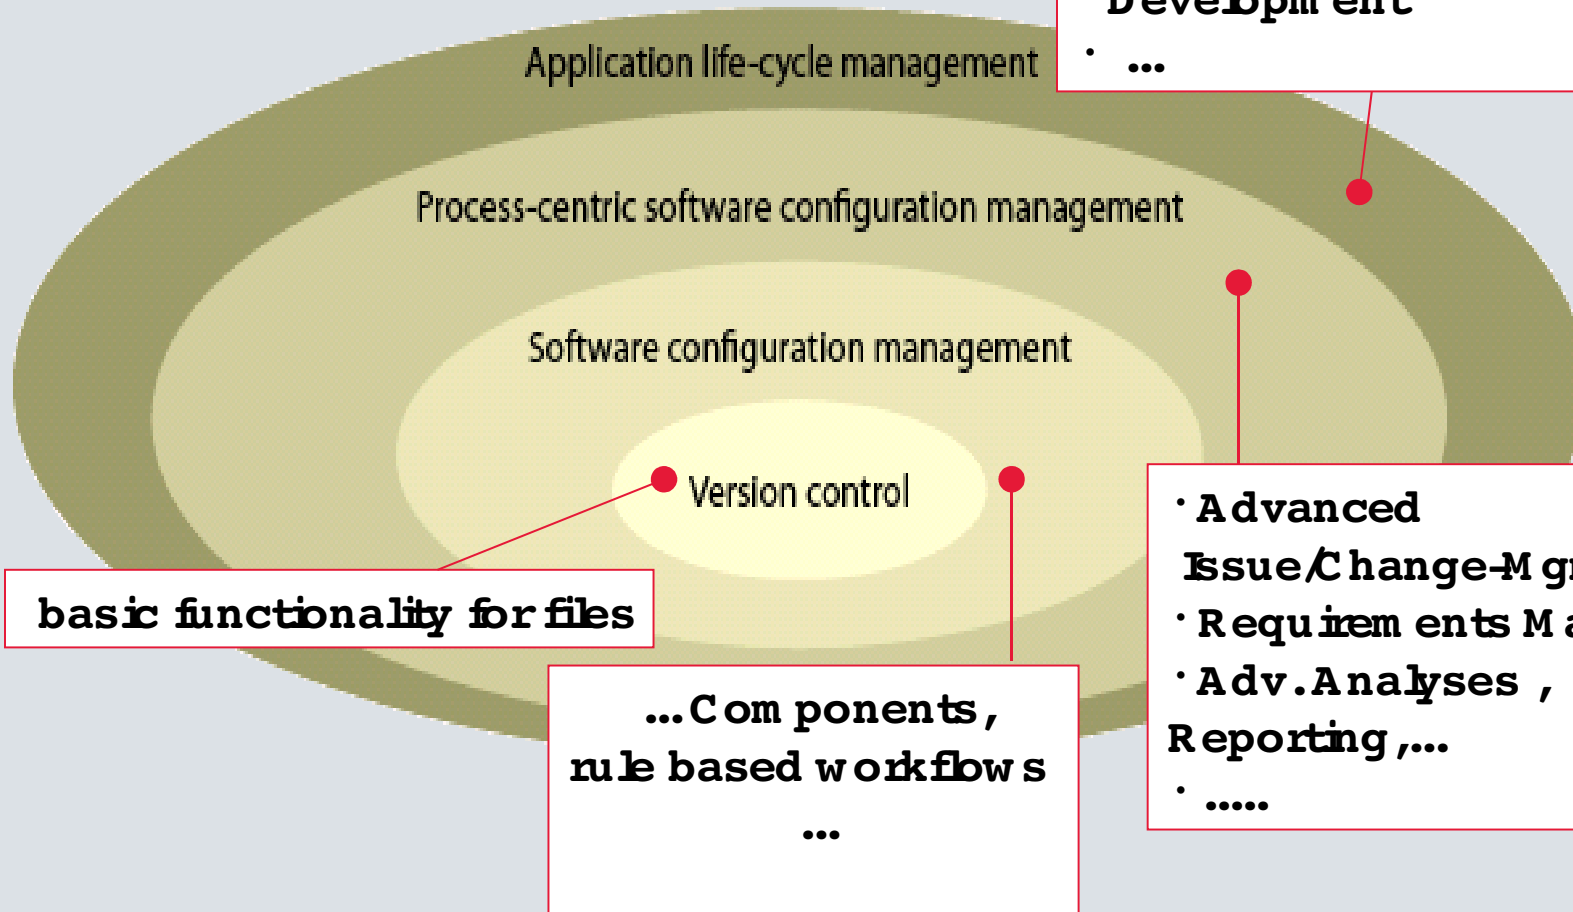 Development
· ...
Application life-cycle management
Process-centric software configuration management
Software configuration management
Version control
basic functionality for files
...Components,
rule based workflows
...
· Advanced
Issue/Change-Mg
· Requirements Ma
· Adv. Analyses ,
Reporting,...
· .....